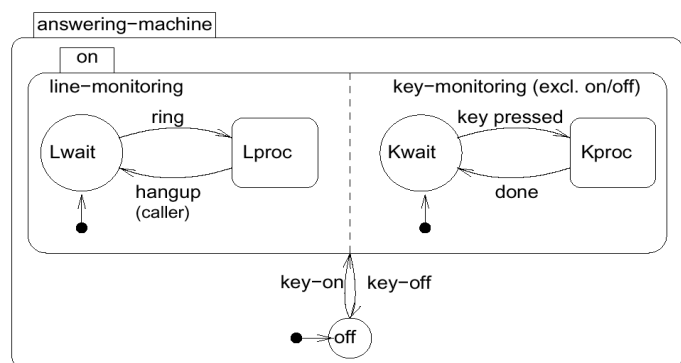 answering−machine
on
line−monitoring
key−monitoring (excl. on/off)
ring
key pressed
Lwait
Lproc
Kwait
Kproc
hangup
(caller)
done
key−on
key−off
off